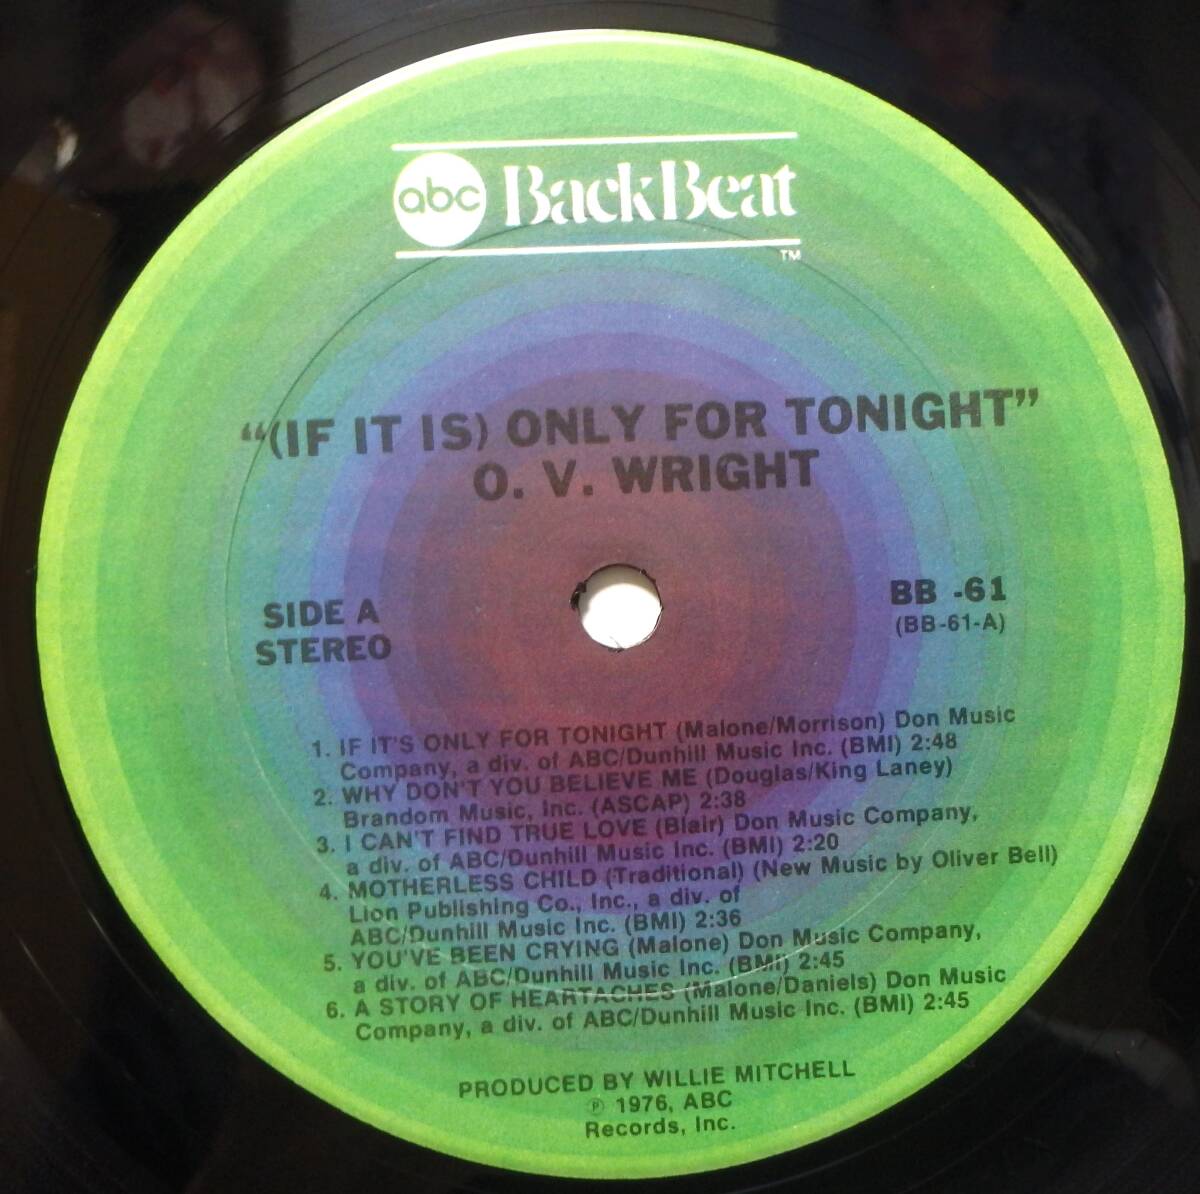 abc BackBeat
TM
“(IF IT IS) ONLY FOR TONIGHT”
O. V. WRIGHT
SIDE A
STEREO
BB -61
(BB-61-A)
1. IF IT'S ONLY FOR TONIGHT (Malone/Morrison) Don Music
Company, a div. of ABC/Dunhill Music Inc. (BMI) 2:48
2. WHY DON'T YOU BELIEVE ME (Douglas/King Laney)
Brandom Music, Inc. (ASCAP) 2:38
3. I CAN'T FIND TRUE LOVE (Blair) Don Music Company,
a div. of ABC/Dunhill Music Inc. (BMI) 2:20
4. MOTHERLESS CHILD (Traditional) (New Music by Oliver Bell)
Lion Publishing Co., Inc., a div. of
ABC/Dunhill Music Inc. (BMI) 2:36
5. YOU'VE BEEN CRYING (Malone) Don Music Company,
a div. of ABC/Dunhill Music Inc. (BMI) 2:45
6. A STORY OF HEARTACHES (Malone/Daniels) Don Music
Company, a div. of ABC/Dunhill Music Inc. (BMI) 2:45
PRODUCED BY WILLIE MITCHELL
℗ 1976, ABC
Records, Inc.